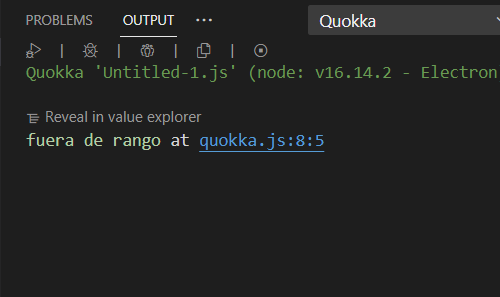 PROBLEMS OUTPUT ··· Quokka
Quokka 'Untitled-1.js' (node: v16.14.2 - Electron
Reveal in value explorer
fuera de rango at quokka.js:8:5